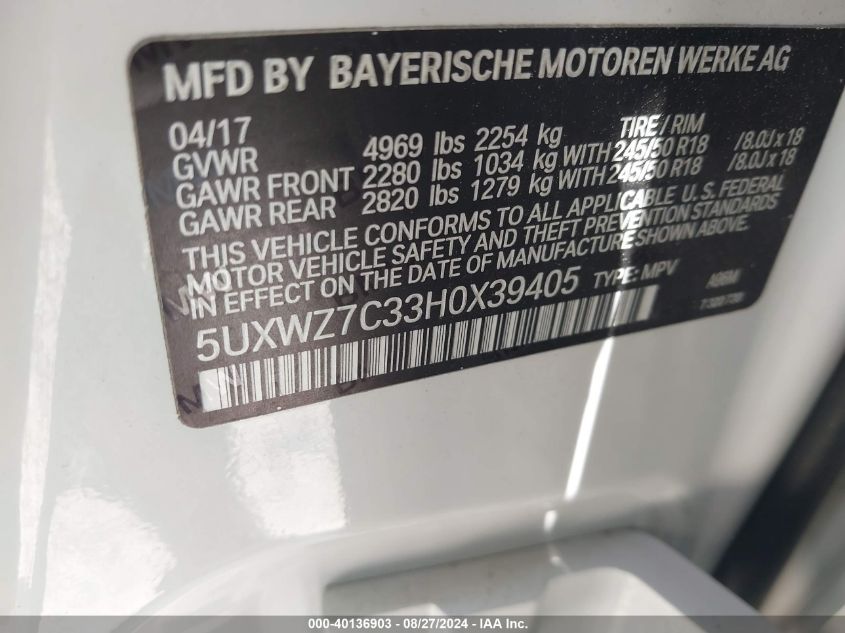 MFD BY BAYERISCHE MOTOREN WERKE AG
04/17 TIRE / RIM
GVWR 4969 lbs 2254 kg
GAWR FRONT 2280 lbs 1034 kg WITH 245/50 R18 /8.0J x 18
GAWR REAR 2820 lbs 1279 kg WITH 245/50 R18 /8.0J x 18
THIS VEHICLE CONFORMS TO ALL APPLICABLE U. S. FEDERAL
MOTOR VEHICLE SAFETY AND THEFT PREVENTION STANDARDS
IN EFFECT ON THE DATE OF MANUFACTURE SHOWN ABOVE.
5UXWZ7C33H0X39405 TYPE: MPV
000-40136903 - 08/27/2024 - IAA Inc.